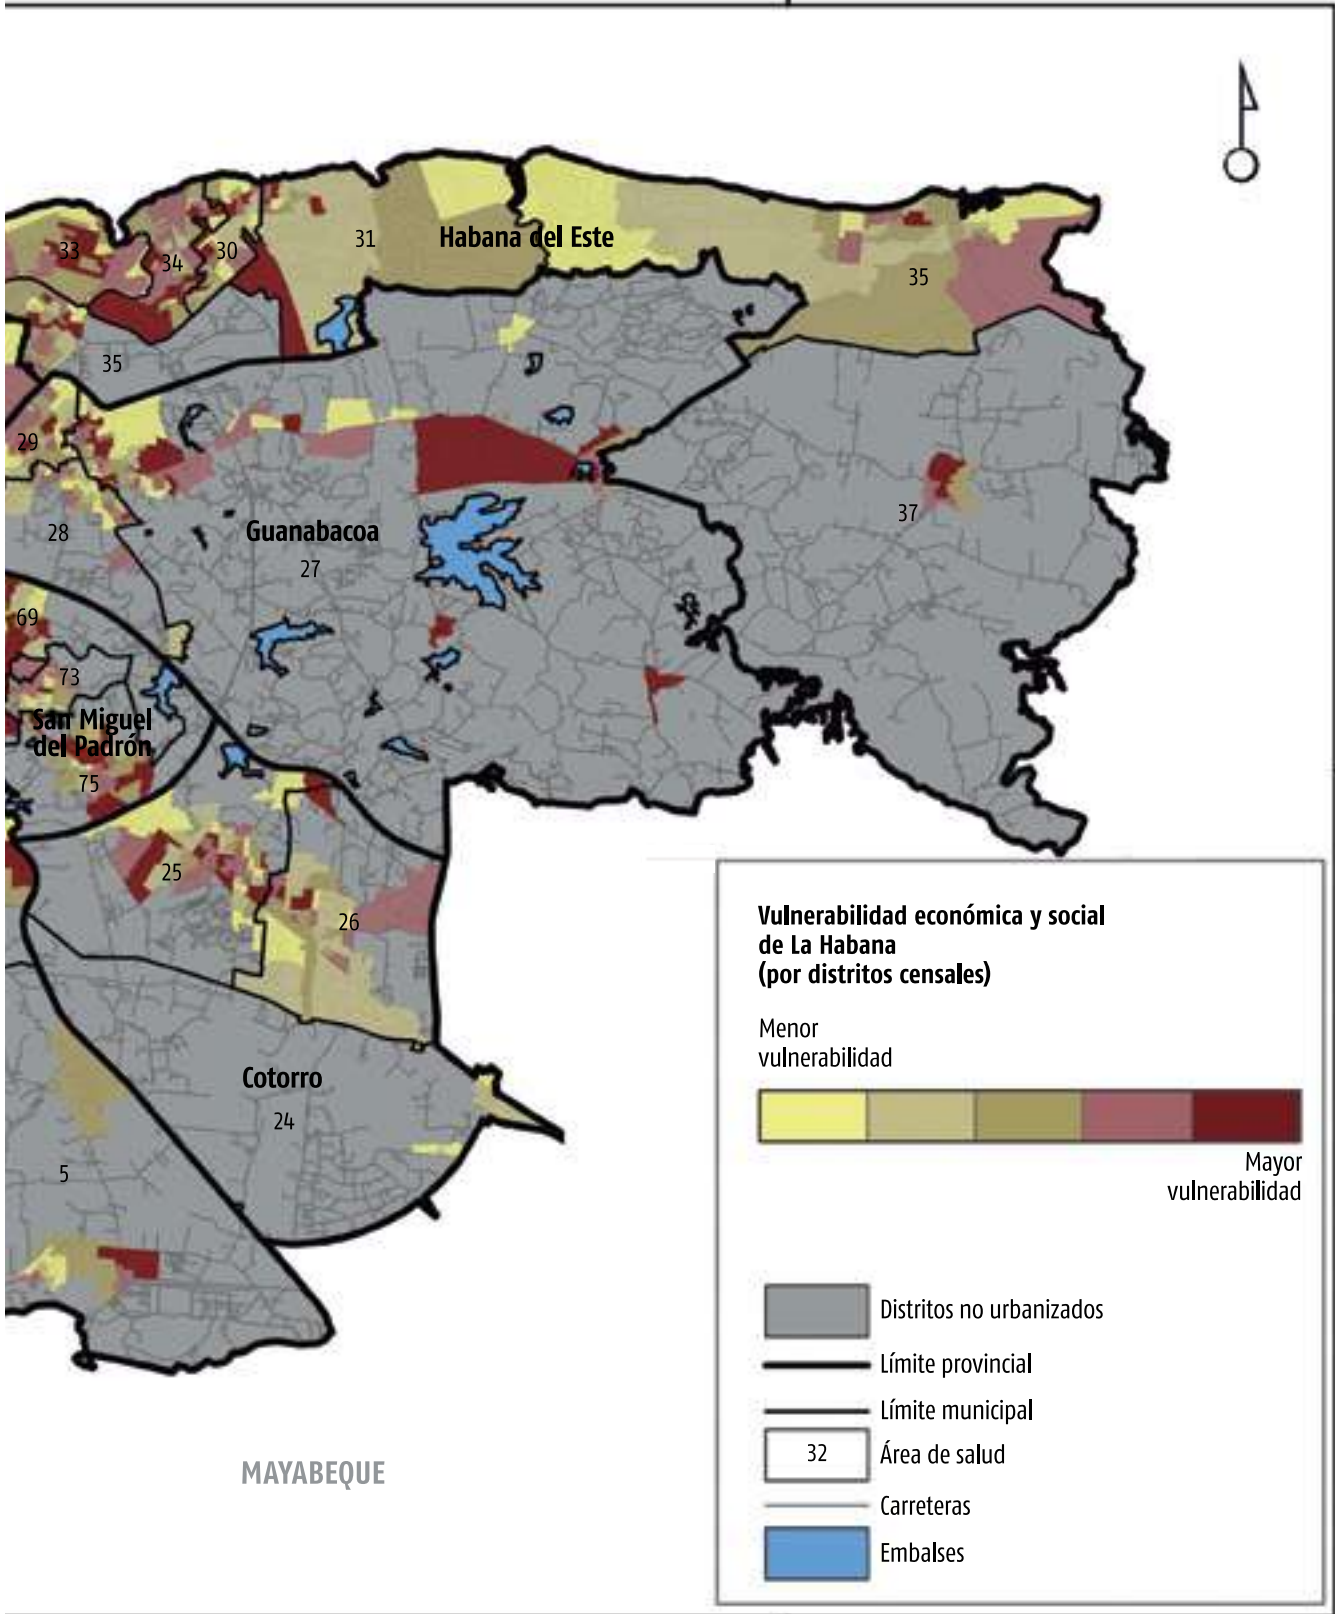 33
34
30
31
Habana del Este
35
35
29
28
Guanabacoa
27
37
69
73
San Miguel
del Padrón
75
25
26
Cotorro
24
5
MAYABEQUE
Vulnerabilidad económica y social
de La Habana
(por distritos censales)
Menor
vulnerabilidad
Mayor
vulnerabilidad
Distritos no urbanizados
Límite provincial
Límite municipal
32
Área de salud
Carreteras
Embalses